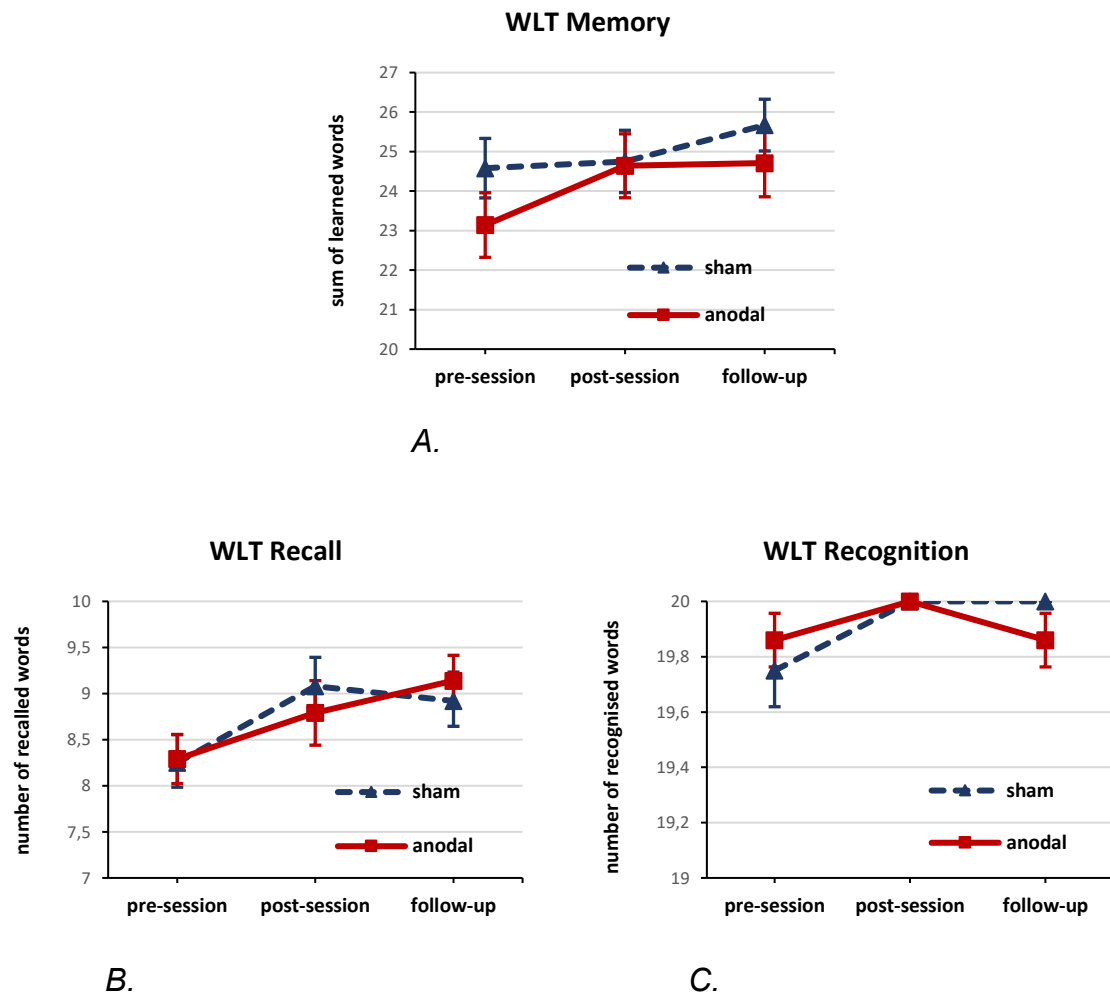 WLT Memory
27
26
25
24
23
22
21
20
sum of learned words
sham
anodal
pre-session post-session follow-up
A.
WLT Recall
10
9,5
9
8,5
8
7,5
7
number of recalled words
sham
anodal
pre-session post-session follow-up
B.
WLT Recognition
20
19,8
19,6
19,4
19,2
19
number of recognised words
sham
anodal
pre-session post-session follow-up
C.